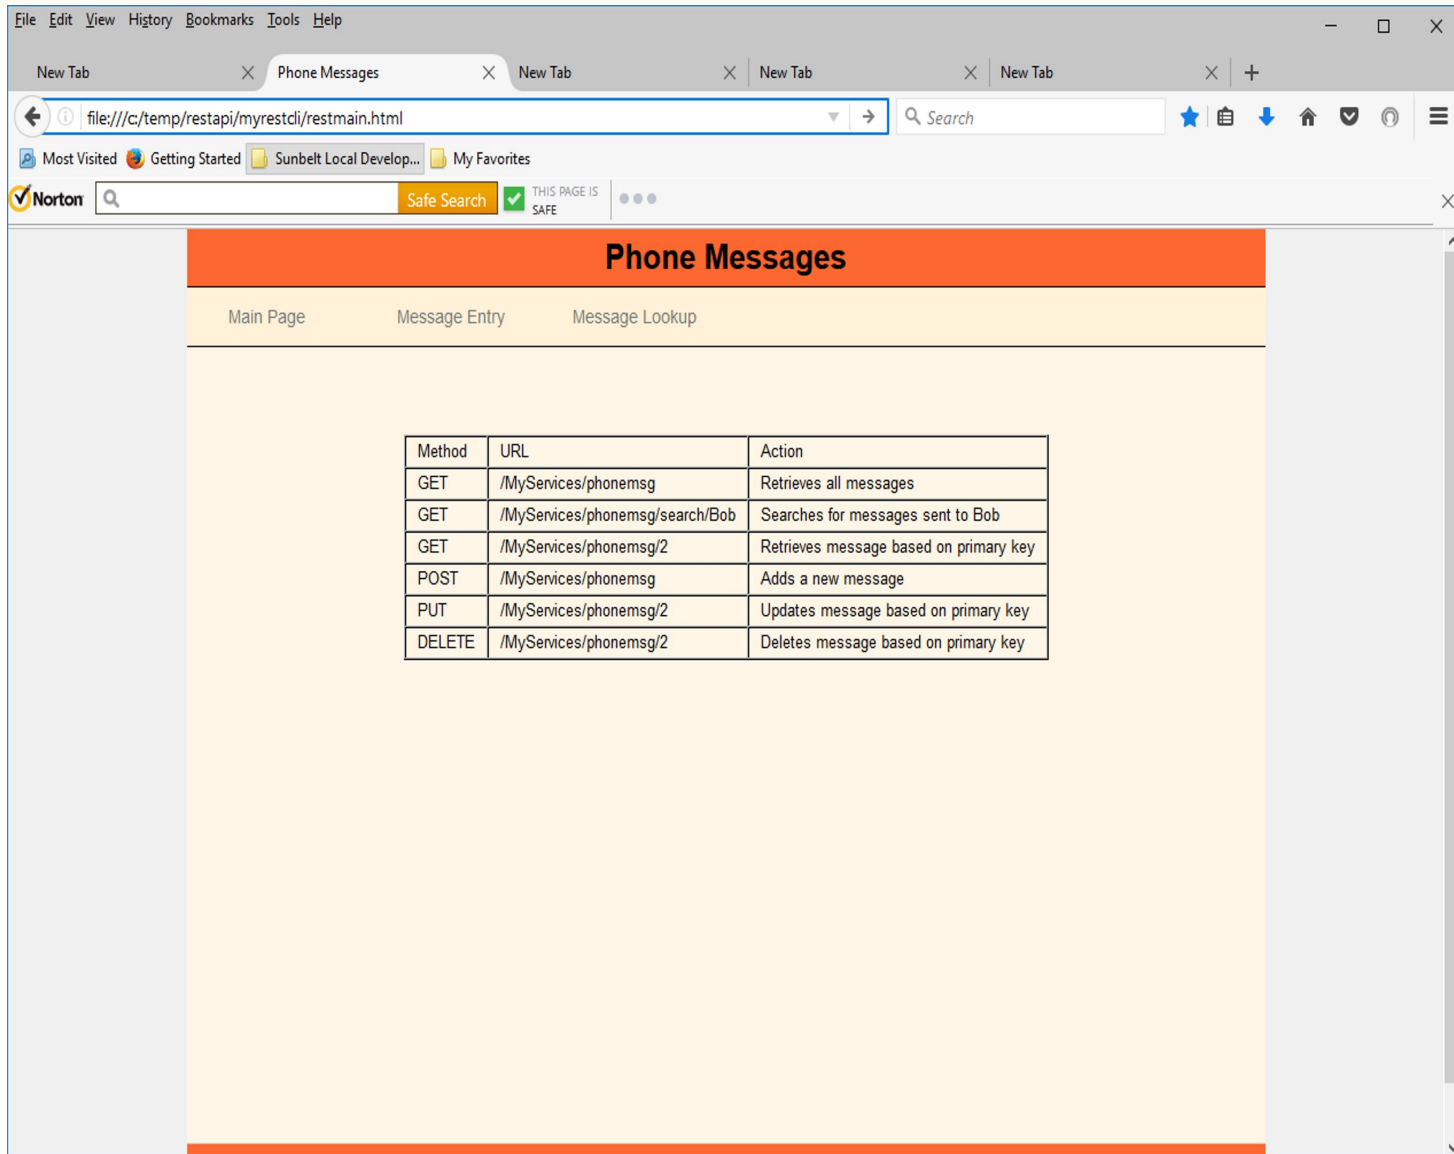 File Edit View History Bookmarks Tools Help
New Tab Phone Messages New Tab New Tab New Tab
file:///c:/temp/restapi/myrestcli/restmain.html Search
Most Visited Getting Started Sunbelt Local Develop... My Favorites
Norton Safe Search THIS PAGE IS
SAFE
Phone Messages
Main Page Message Entry Message Lookup
Method URL Action
GET /MyServices/phonemsg Retrieves all messages
GET /MyServices/phonemsg/search/Bob Searches for messages sent to Bob
GET /MyServices/phonemsg/2 Retrieves message based on primary key
POST /MyServices/phonemsg Adds a new message
PUT /MyServices/phonemsg/2 Updates message based on primary key
DELETE /MyServices/phonemsg/2 Deletes message based on primary key